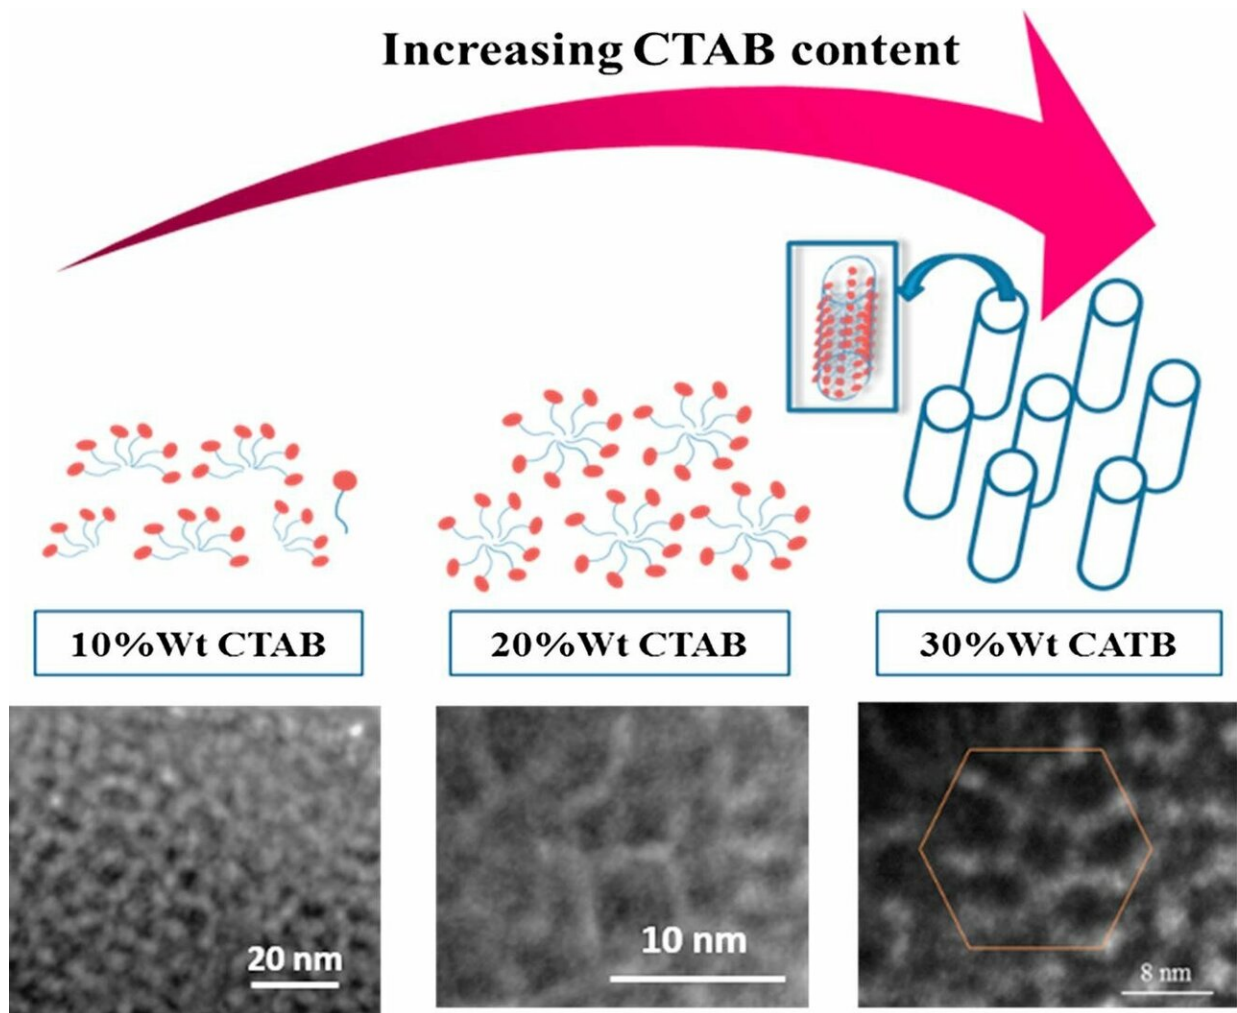 Increasing CTAB content
10%Wt CTAB
20%Wt CTAB
30%Wt CATB
20 nm
10 nm
8 nm